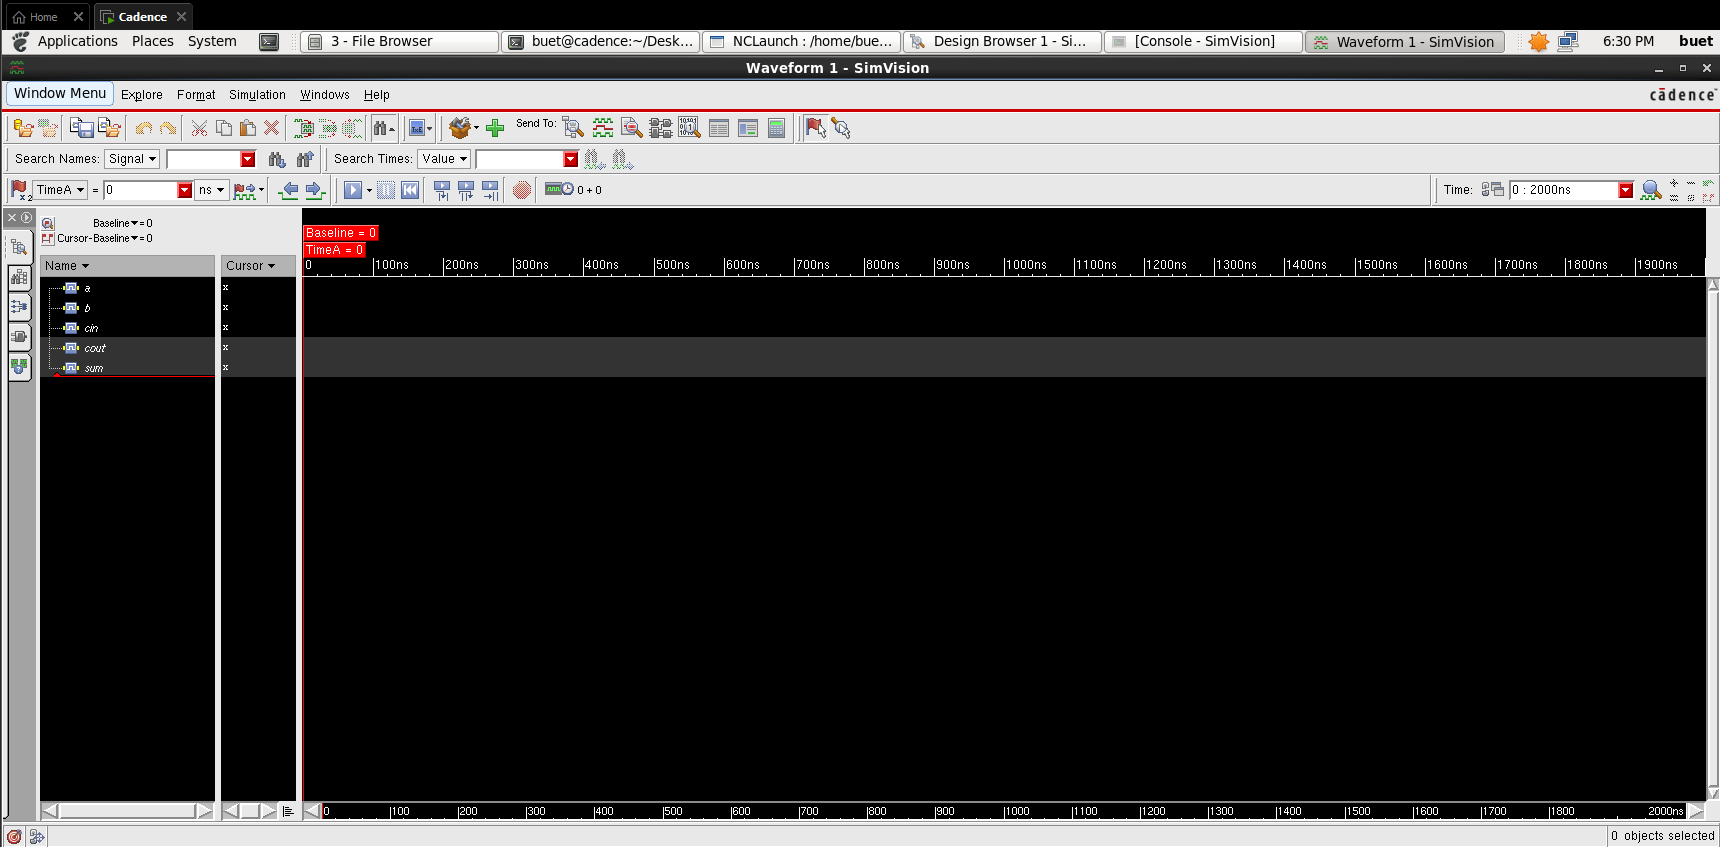 Home Cadence
Applications Places System 3 - File Browser buet@cadence:~/Desk... NCLaunch : /home/bue... Design Browser 1 - Si... [Console - SimVision] Waveform 1 - SimVision 6:30 PM buet
Waveform 1 - SimVision
Window Menu Explore Format Simulation Windows Help cādence
Send To:
Search Names: Signal Search Times: Value
TimeA = 0 ns 0 + 0 Time: 0 : 2000ns
Baseline = 0
Cursor-Baseline = 0
Baseline = 0
TimeA = 0
Name Cursor 0 100ns 200ns 300ns 400ns 500ns 600ns 700ns 800ns 900ns 1000ns 1100ns 1200ns 1300ns 1400ns 1500ns 1600ns 1700ns 1800ns 1900ns
a x
b x
cin x
cout x
sum x
0 100 200 300 400 500 600 700 800 900 1000 1100 1200 1300 1400 1500 1600 1700 1800 2000ns
0 objects selected